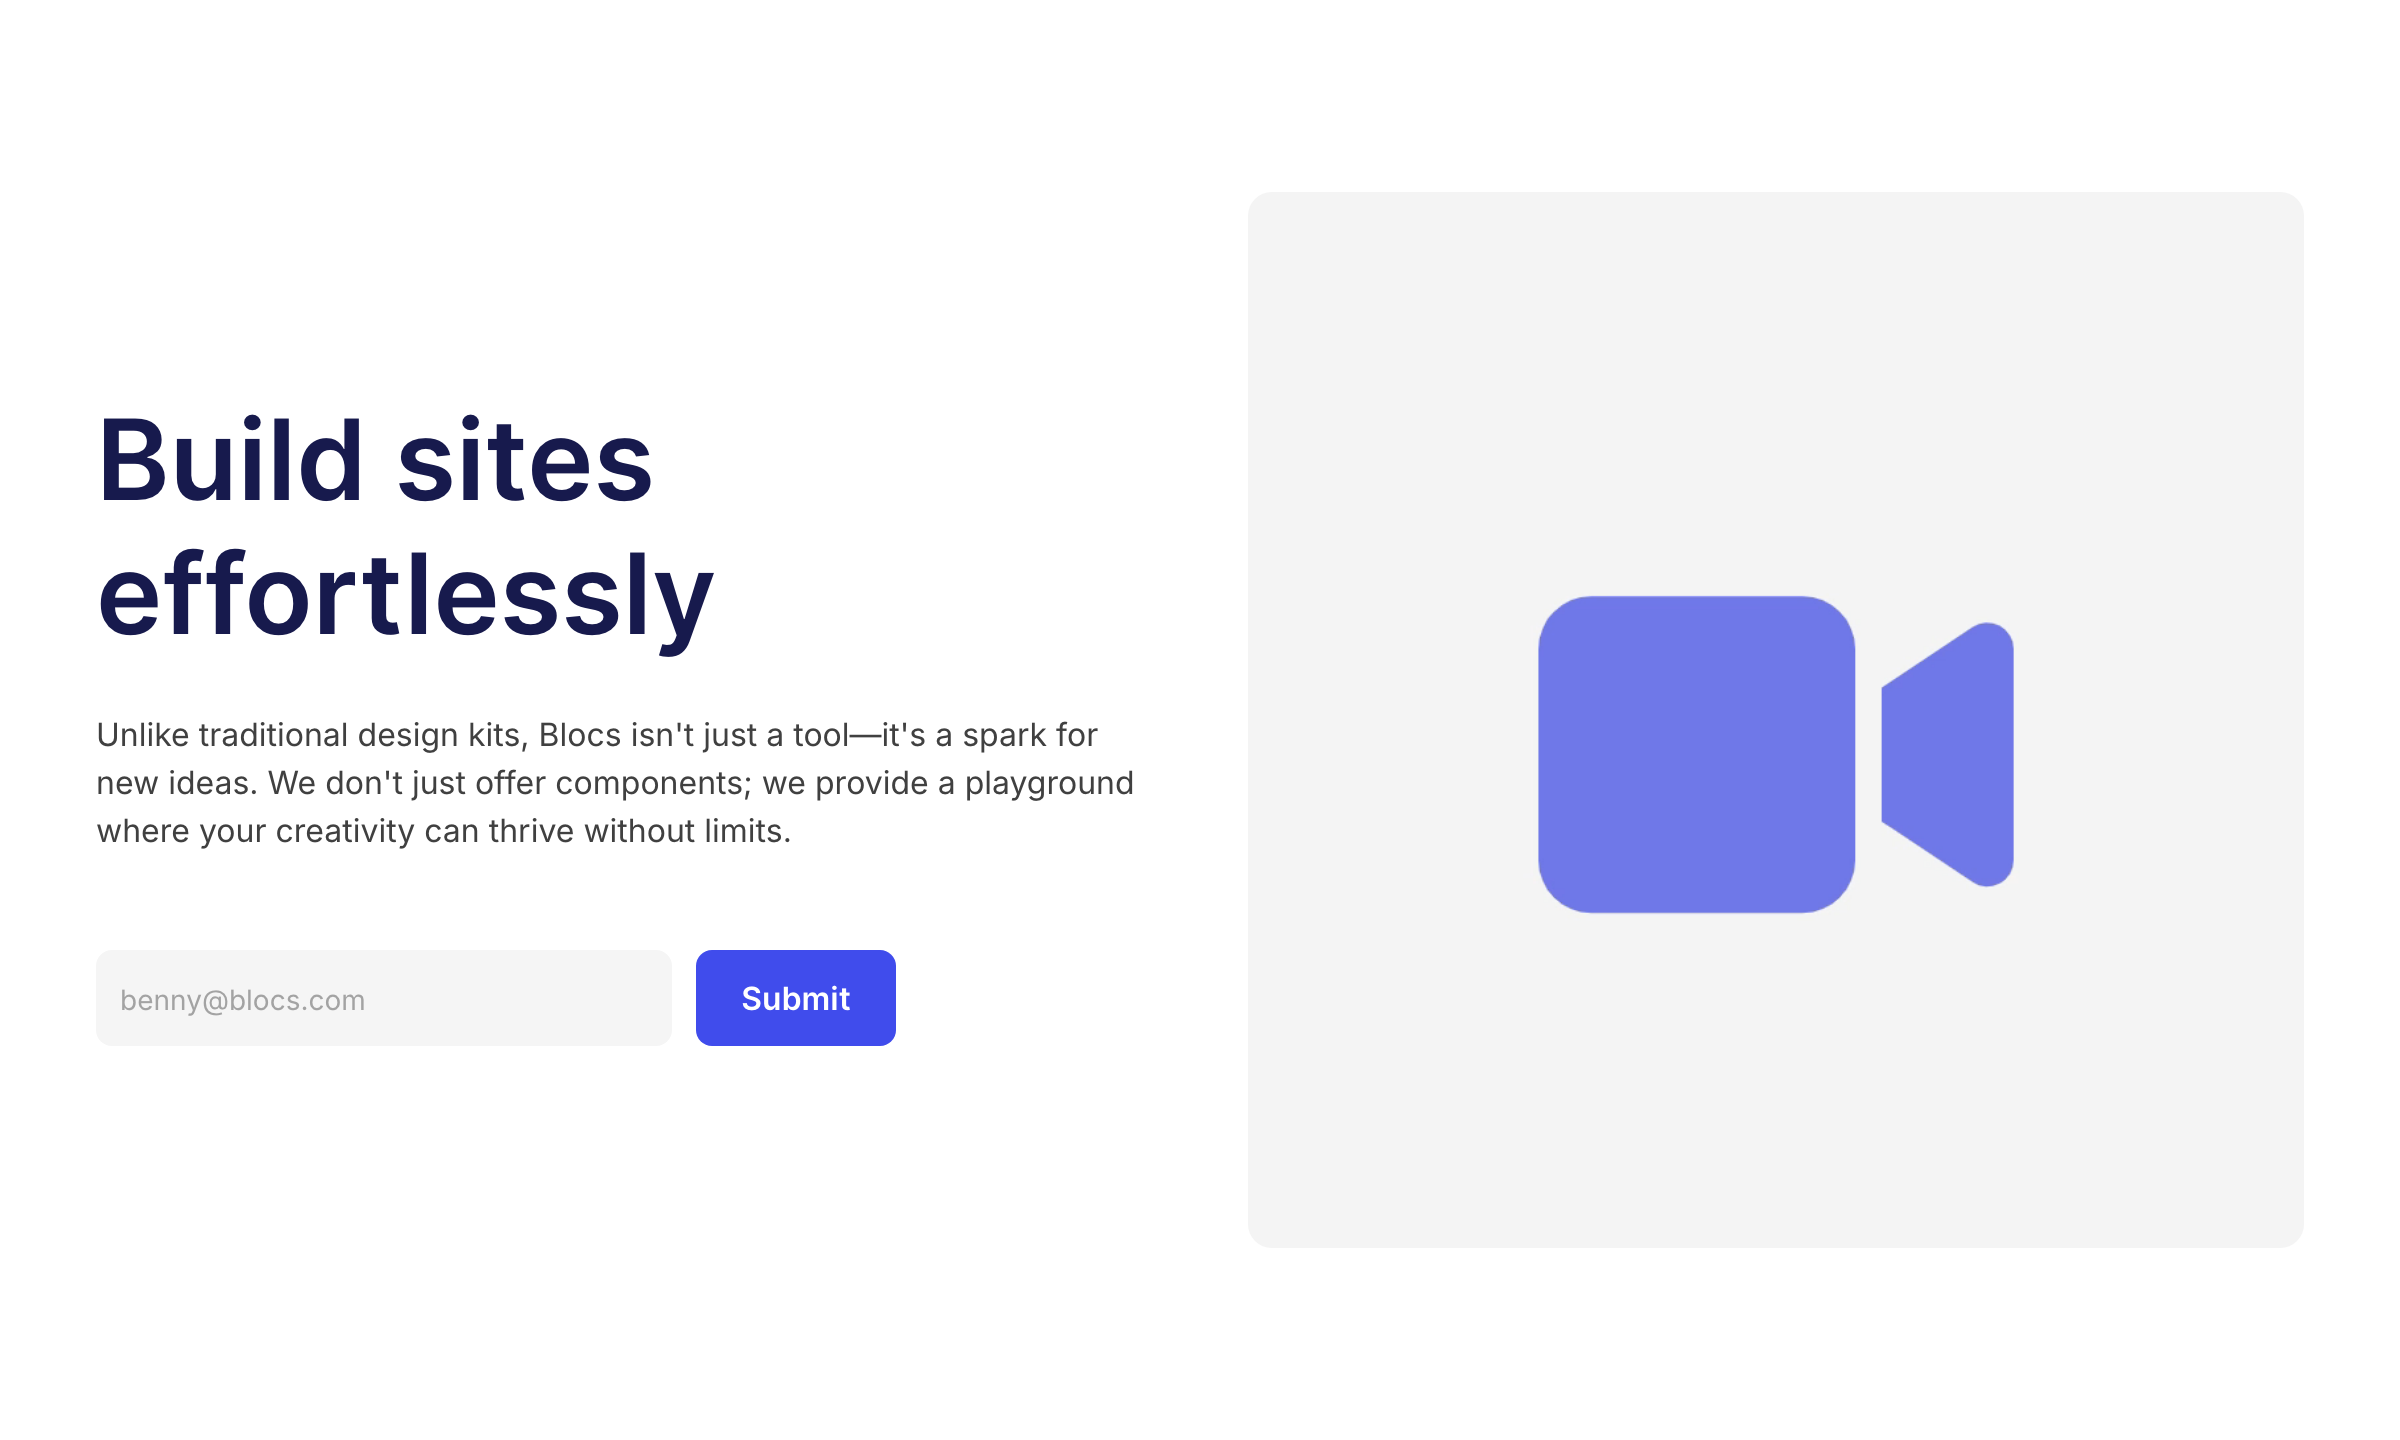 Build sites
effortlessly
Unlike traditional design kits, Blocs isn't just a tool—it's a spark for
new ideas. We don't just offer components; we provide a playground
where your creativity can thrive without limits.
benny@blocs.com
Submit